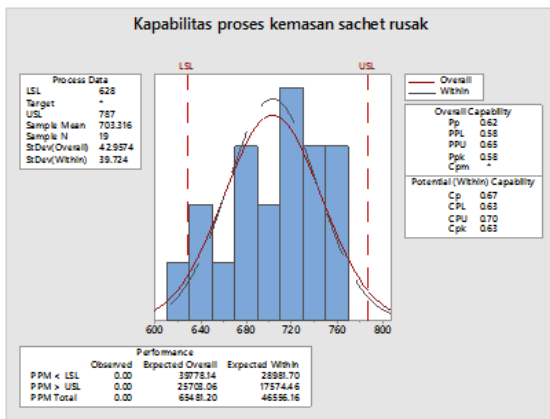 Kapabilitas proses kemasan sachet rusak
LSL
USL
Process Data
LSL 628
Target *
USL 787
Sample Mean 703.316
Sample N 19
StDev(Overall) 42.9574
StDev(Within) 39.724
Overall
Within
Overall Capability
Pp 0.62
PPL 0.58
PPU 0.65
Ppk 0.58
Cpm *
Potential (Within) Capability
Cp 0.67
CPL 0.63
CPU 0.70
Cpk 0.63
600 640 680 720 760 800
Performance
Observed Expected Overall Expected Within
PPM < LSL 0.00 39778.14 28981.70
PPM > USL 0.00 25703.06 17574.46
PPM Total 0.00 65481.20 46556.16